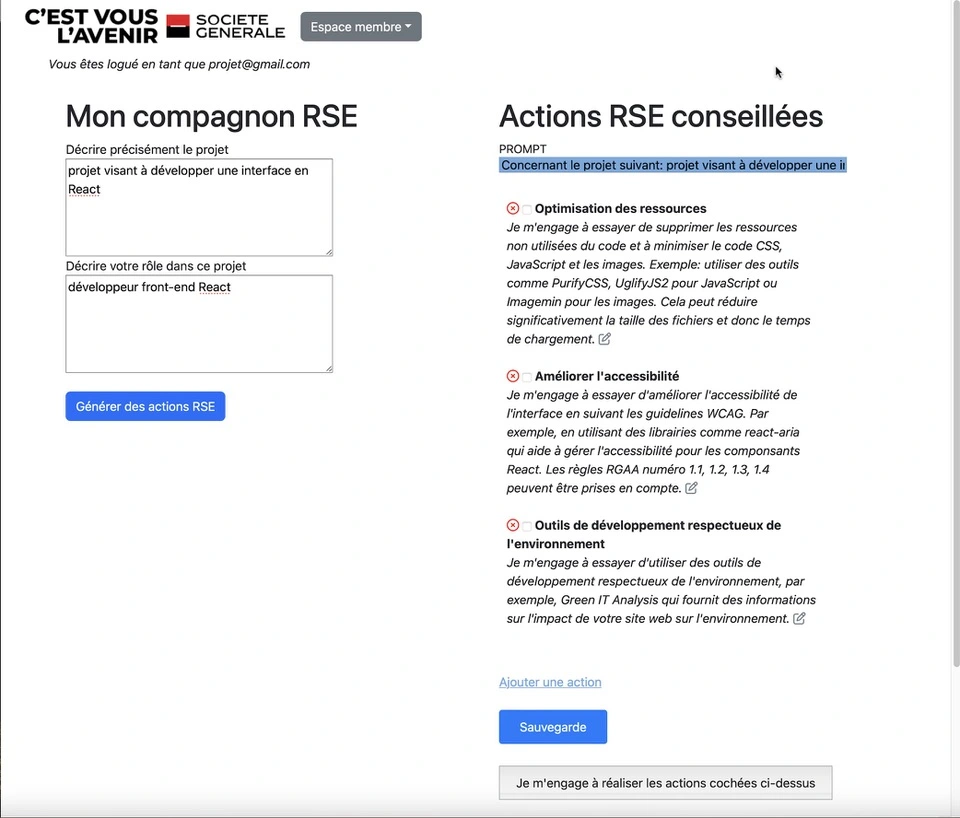 C'EST VOUS
L'AVENIR
SOCIETE
GENERALE
Espace membre
Vous êtes logué en tant que projet@gmail.com
Mon compagnon RSE
Décrire précisément le projet
projet visant à développer une interface en
React
Décrire votre rôle dans ce projet
développeur front-end React
Générer des actions RSE
Actions RSE conseillées
PROMPT
Concernant le projet suivant: projet visant à développer une
Optimisation des ressources
Je m'engage à essayer de supprimer les ressources
non utilisées du code et à minimiser le code CSS,
JavaScript et les images. Exemple: utiliser des outils
comme PurifyCSS, UglifyJS2 pour JavaScript ou
Imagemin pour les images. Cela peut réduire
significativement la taille des fichiers et donc le temps
de chargement.
Améliorer l'accessibilité
Je m'engage à essayer d'améliorer l'accessibilité de
l'interface en suivant les guidelines WCAG. Par
exemple, en utilisant des librairies comme react-aria
qui aide à gérer l'accessibilité pour les componsants
React. Les règles RGAA numéro 1.1, 1.2, 1.3, 1.4
peuvent être prises en compte.
Outils de développement respectueux de
l'environnement
Je m'engage à essayer d'utiliser des outils de
développement respectueux de l'environnement, par
exemple, Green IT Analysis qui fournit des informations
sur l'impact de votre site web sur l'environnement.
Ajouter une action
Sauvegarde
Je m'engage à réaliser les actions cochées ci-dessus